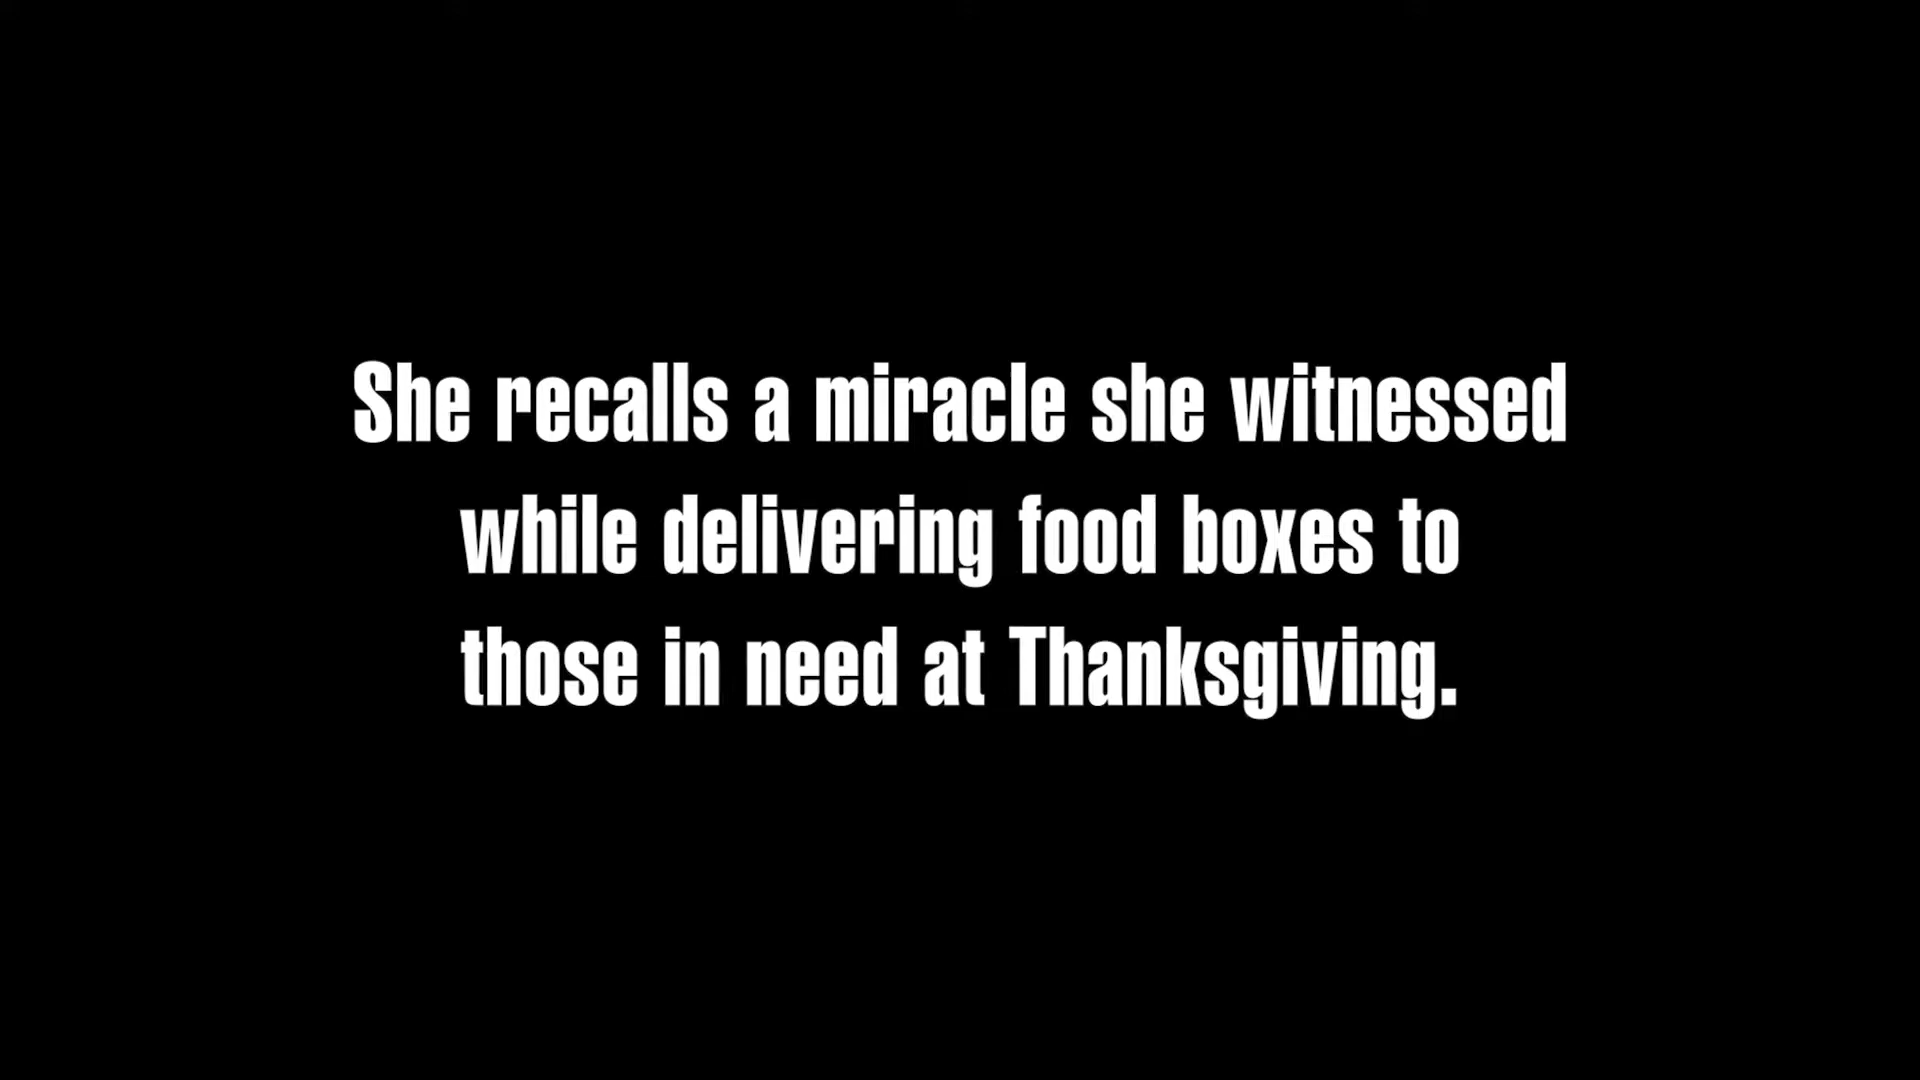 She recalls a miracle she witnessed
while delivering food boxes to
those in need at Thanksgiving.